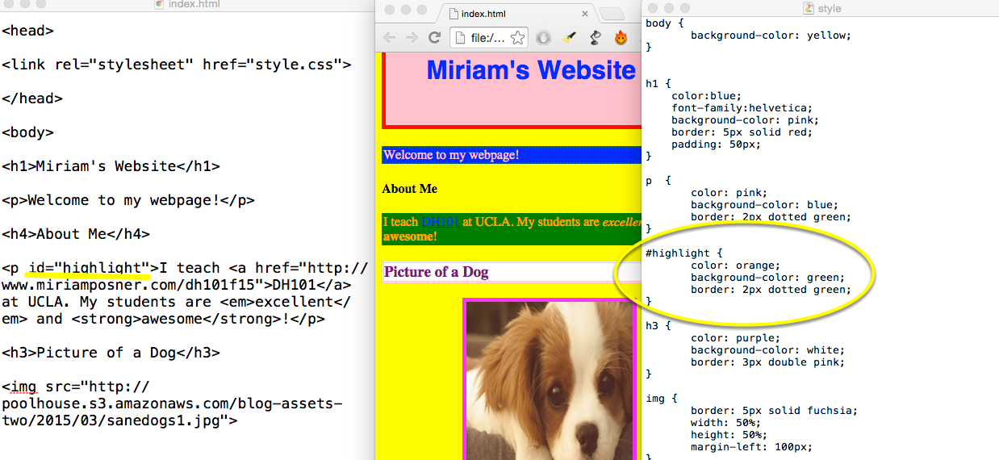 index.html
<head>
<link rel="stylesheet" href="style.css">
</head>
<body>
<h1>Miriam's Website</h1>
<p>Welcome to my webpage!</p>
<h4>About Me</h4>
<p id="highlight">I teach <a href="http://
www.miriamposner.com/dh101f15">DH101</a>
at UCLA. My students are <em>excellent</
em> and <strong>awesome</strong>!</p>
<h3>Picture of a Dog</h3>
<img src="http://
poolhouse.s3.amazonaws.com/blog-assets-
two/2015/03/sanedogs1.jpg">
index.html
file:/...
Miriam's Website
Welcome to my webpage!
About Me
I teach DH101 at UCLA. My students are excellen
awesome!
Picture of a Dog
style
body {
background-color: yellow;
}
h1 {
color:blue;
font-family:helvetica;
background-color: pink;
border: 5px solid red;
padding: 50px;
}
p {
color: pink;
background-color: blue;
border: 2px dotted green;
}
#highlight {
color: orange;
background-color: green;
border: 2px dotted green;
}
h3 {
color: purple;
background-color: white;
border: 3px double pink;
}
img {
border: 5px solid fuchsia;
width: 50%;
height: 50%;
margin-left: 100px;
}